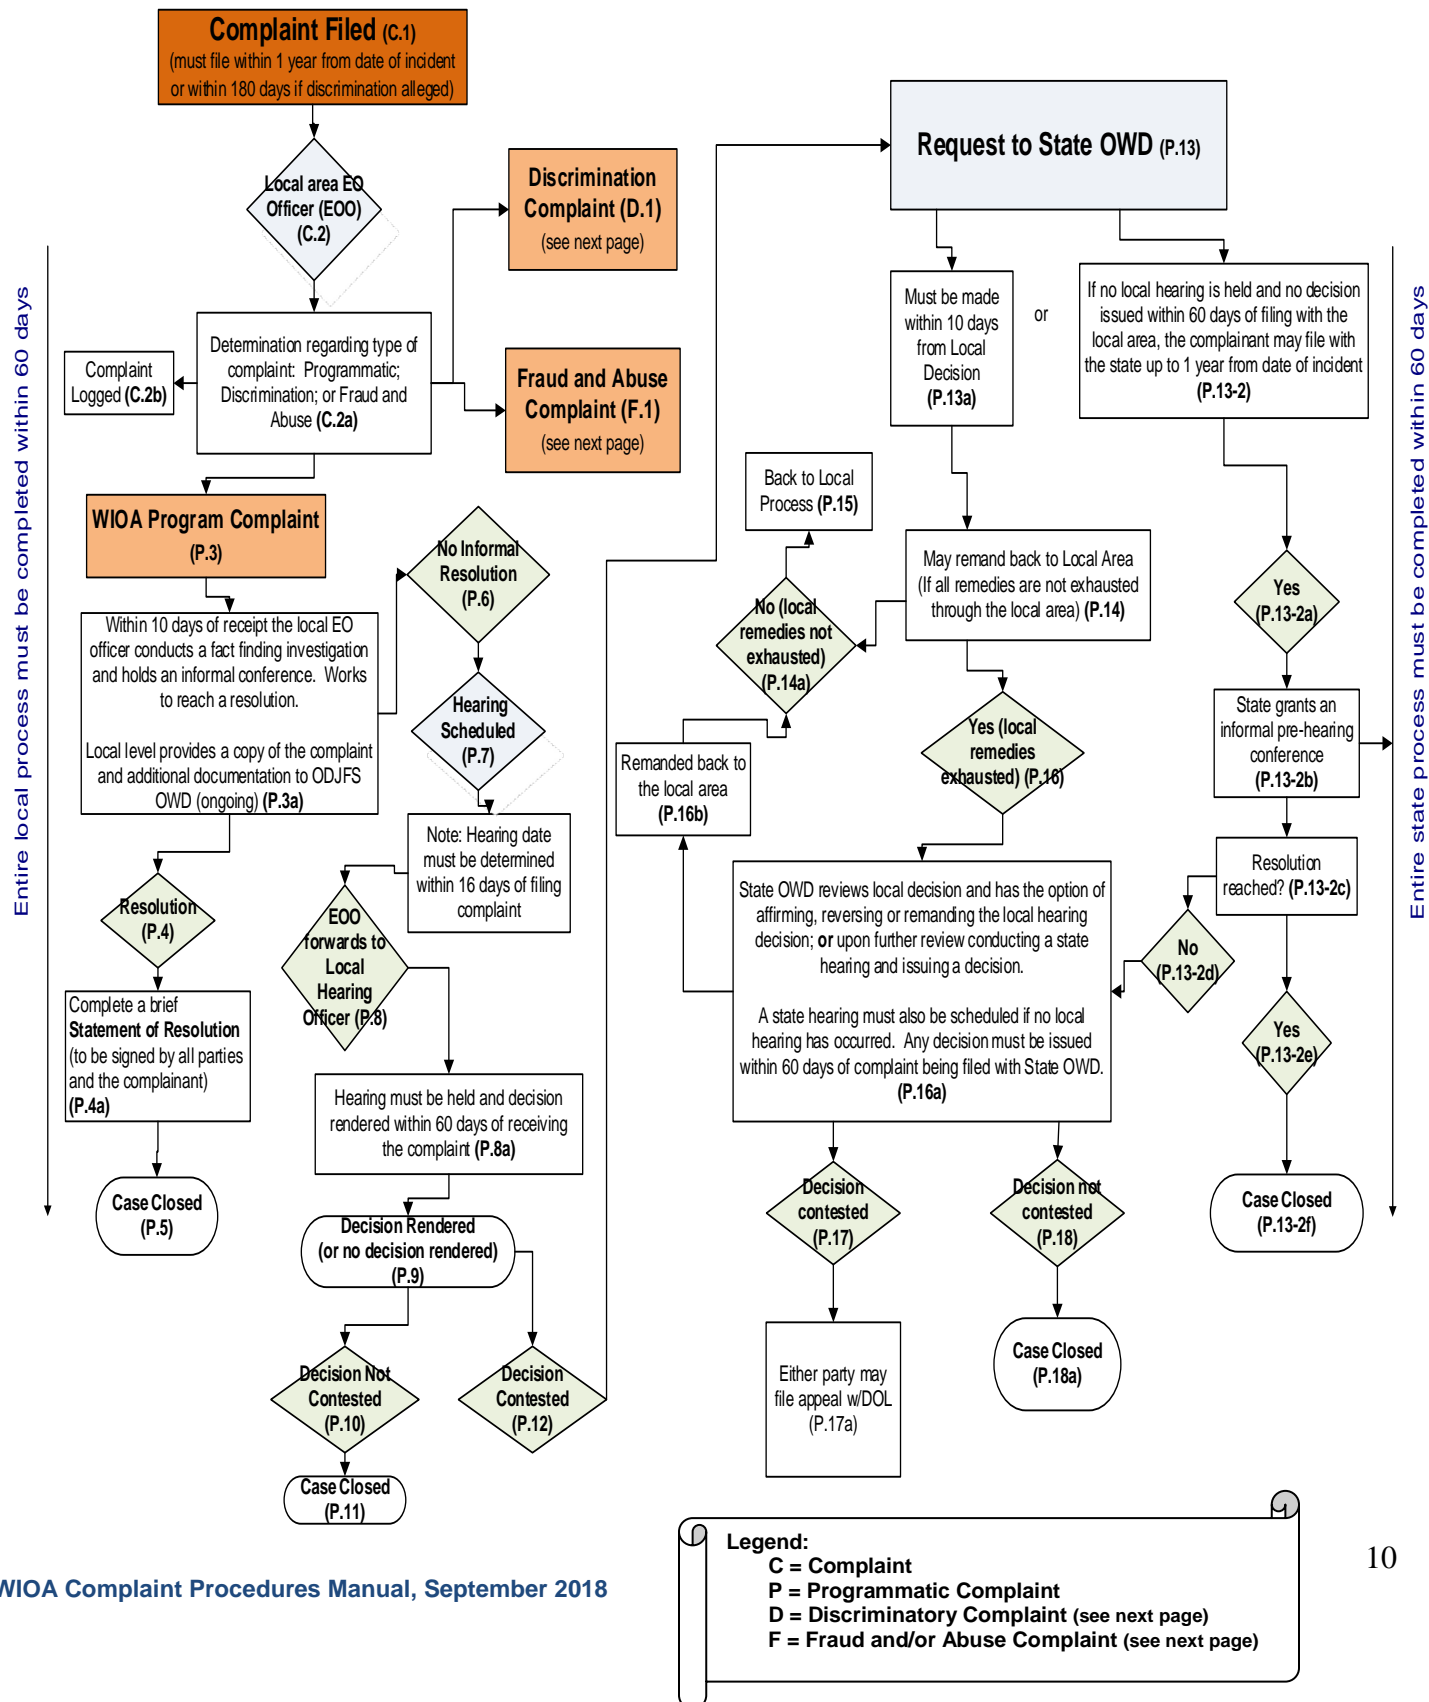 Complaint Filed (C.1)
(must file within 1 year from date of incident
or within 180 days if discrimination alleged)
Local area EO
Officer (EOO)
(C.2)
Determination regarding type of
complaint: Programmatic;
Discrimination; or Fraud and
Abuse (C.2a)
Complaint
Logged (C.2b)
Discrimination
Complaint (D.1)
(see next page)
Fraud and Abuse
Complaint (F.1)
(see next page)
WIOA Program Complaint
(P.3)
Within 10 days of receipt the local EO
officer conducts a fact finding investigation
and holds an informal conference. Works
to reach a resolution.
Local level provides a copy of the complaint
and additional documentation to ODJFS
OWD (ongoing) (P.3a)
Resolution
(P.4)
Complete a brief
Statement of Resolution
(to be signed by all parties
and the complainant)
(P.4a)
Case Closed
(P.5)
No Informal
Resolution
(P.6)
Hearing
Scheduled
(P.7)
Note: Hearing date
must be determined
within 16 days of filing
complaint
EOO
forwards to
Local
Hearing
Officer (P.8)
Hearing must be held and decision
rendered within 60 days of receiving
the complaint (P.8a)
Decision Rendered
(or no decision rendered)
(P.9)
Decision Not
Contested
(P.10)
Case Closed
(P.11)
Decision
Contested
(P.12)
Request to State OWD (P.13)
Must be made
within 10 days
from Local
Decision
(P.13a)
or
If no local hearing is held and no decision
issued within 60 days of filing with the
local area, the complainant may file with
the state up to 1 year from date of incident
(P.13-2)
Back to Local
Process (P.15)
May remand back to Local Area
(If all remedies are not exhausted
through the local area) (P.14)
No (local
remedies not
exhausted)
(P.14a)
Yes (local
remedies
exhausted) (P.16)
Remanded back to
the local area
(P.16b)
State OWD reviews local decision and has the option of
affirming, reversing or remanding the local hearing
decision; or upon further review conducting a state
hearing and issuing a decision.
A state hearing must also be scheduled if no local
hearing has occurred. Any decision must be issued
within 60 days of complaint being filed with State OWD.
(P.16a)
Yes
(P.13-2a)
State grants an
informal pre-hearing
conference
(P.13-2b)
Resolution
reached? (P.13-2c)
No
(P.13-2d)
Yes
(P.13-2e)
Case Closed
(P.13-2f)
Decision
contested
(P.17)
Either party may
file appeal w/DOL
(P.17a)
Decision not
contested
(P.18)
Case Closed
(P.18a)
Entire local process must be completed within 60 days
Entire state process must be completed within 60 days
Legend:
C = Complaint
P = Programmatic Complaint
D = Discriminatory Complaint (see next page)
F = Fraud and/or Abuse Complaint (see next page)
WIOA Complaint Procedures Manual, September 2018
10